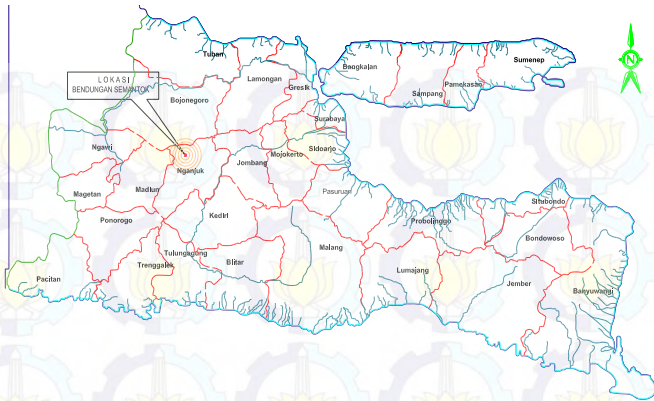 Tuban
Bangkalan
Sumenep
N
LOKASI
BENDUNGAN SEMANTOK
Lamongan
Gresik
Pamekasan
Sampang
Bojonegoro
Surabaya
Ngawi
Mojokerto
Sidoarjo
Nganjuk
Jombang
Madiun
Magetan
Pasuruan
Ponorogo
Kediri
Probolinggo
Situbondo
Bondowoso
Tulungagung
Malang
Trenggalek
Blitar
Lumajang
Pacitan
Jember
Banyuwangi